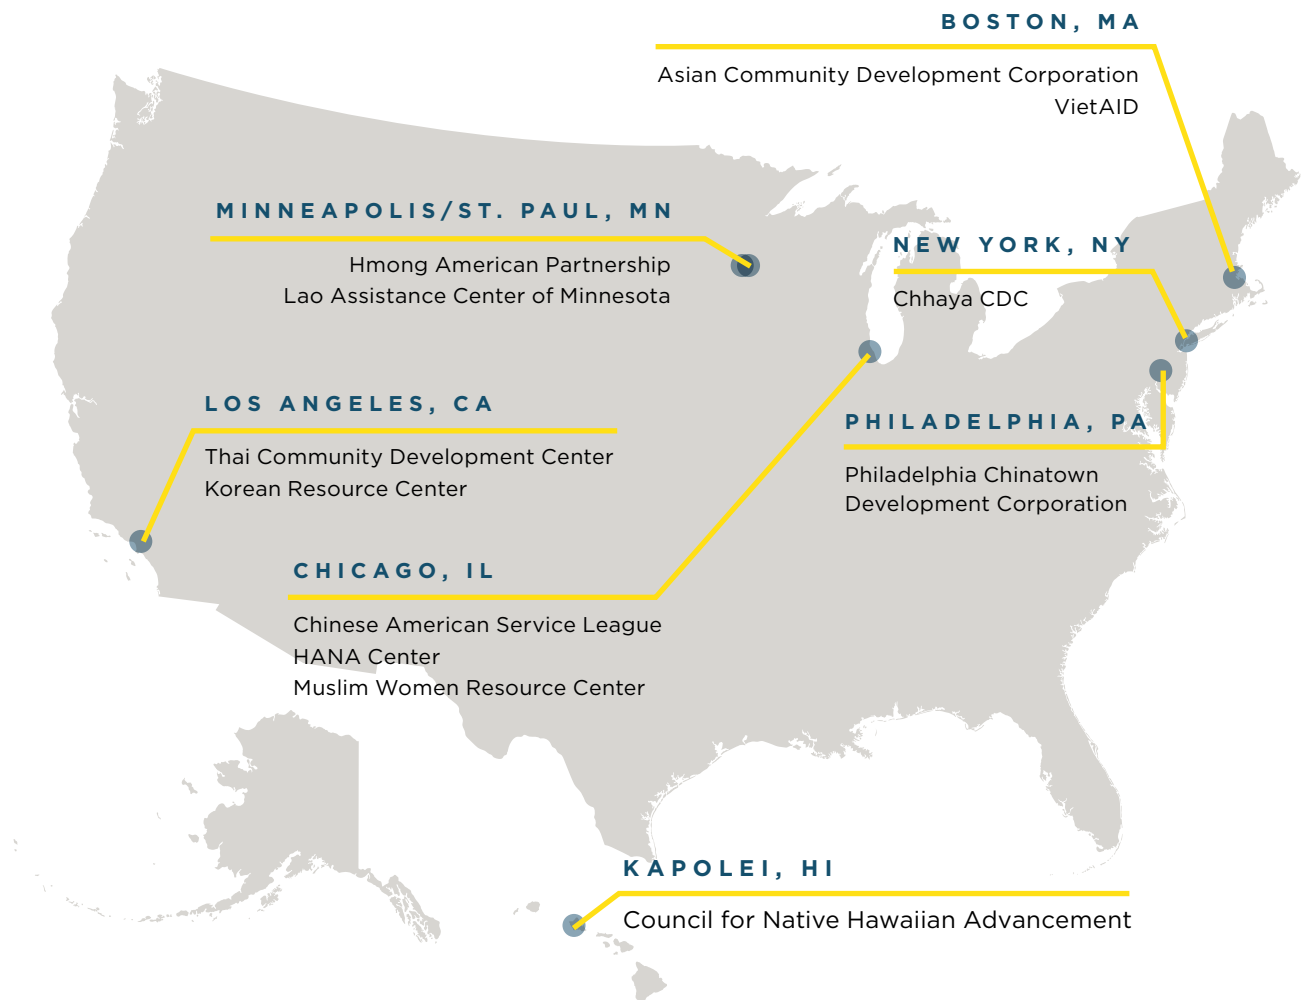 BOSTON, MA
Asian Community Development Corporation
VietAID
MINNEAPOLIS/ST. PAUL, MN
Hmong American Partnership
Lao Assistance Center of Minnesota
NEW YORK, NY
Chhaya CDC
LOS ANGELES, CA
Thai Community Development Center
Korean Resource Center
PHILADELPHIA, PA
Philadelphia Chinatown
Development Corporation
CHICAGO, IL
Chinese American Service League
HANA Center
Muslim Women Resource Center
KAPOLEI, HI
Council for Native Hawaiian Advancement